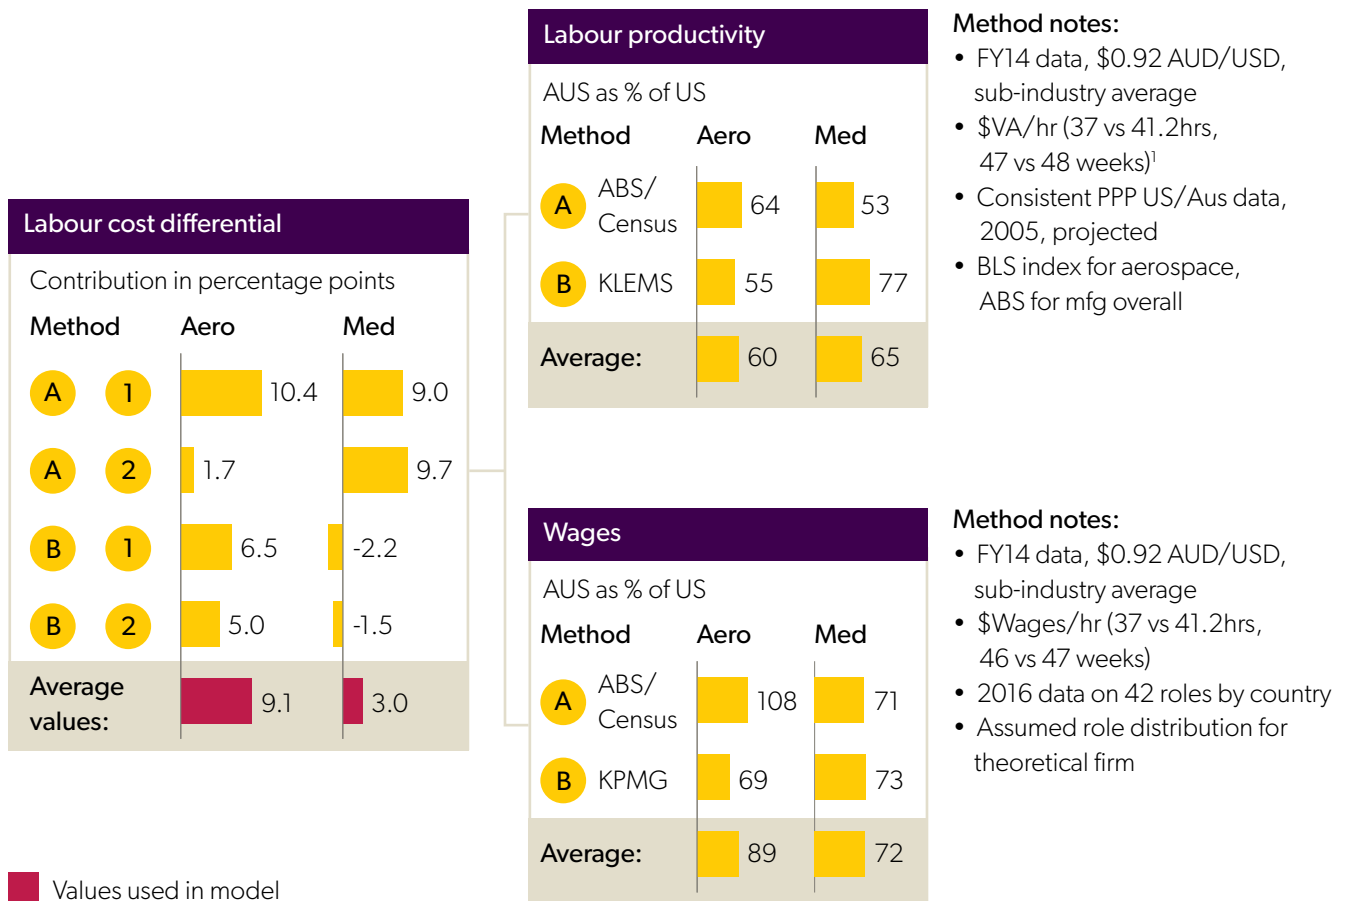 Labour cost differential
Contribution in percentage points
Method Aero Med
A 1 10.4 9.0
A 2 1.7 9.7
B 1 6.5 -2.2
B 2 5.0 -1.5
Average
values: 9.1 3.0
Values used in model
Labour productivity
AUS as % of US
Method Aero Med
A ABS/
Census 64 53
B KLEMS 55 77
Average: 60 65
Method notes:
• FY14 data, $0.92 AUD/USD,
sub-industry average
• $VA/hr (37 vs 41.2hrs,
47 vs 48 weeks)¹
• Consistent PPP US/Aus data,
2005, projected
• BLS index for aerospace,
ABS for mfg overall
Wages
AUS as % of US
Method Aero Med
A ABS/
Census 108 71
B KPMG 69 73
Average: 89 72
Method notes:
• FY14 data, $0.92 AUD/USD,
sub-industry average
• $Wages/hr (37 vs 41.2hrs,
46 vs 47 weeks)
• 2016 data on 42 roles by country
• Assumed role distribution for
theoretical firm